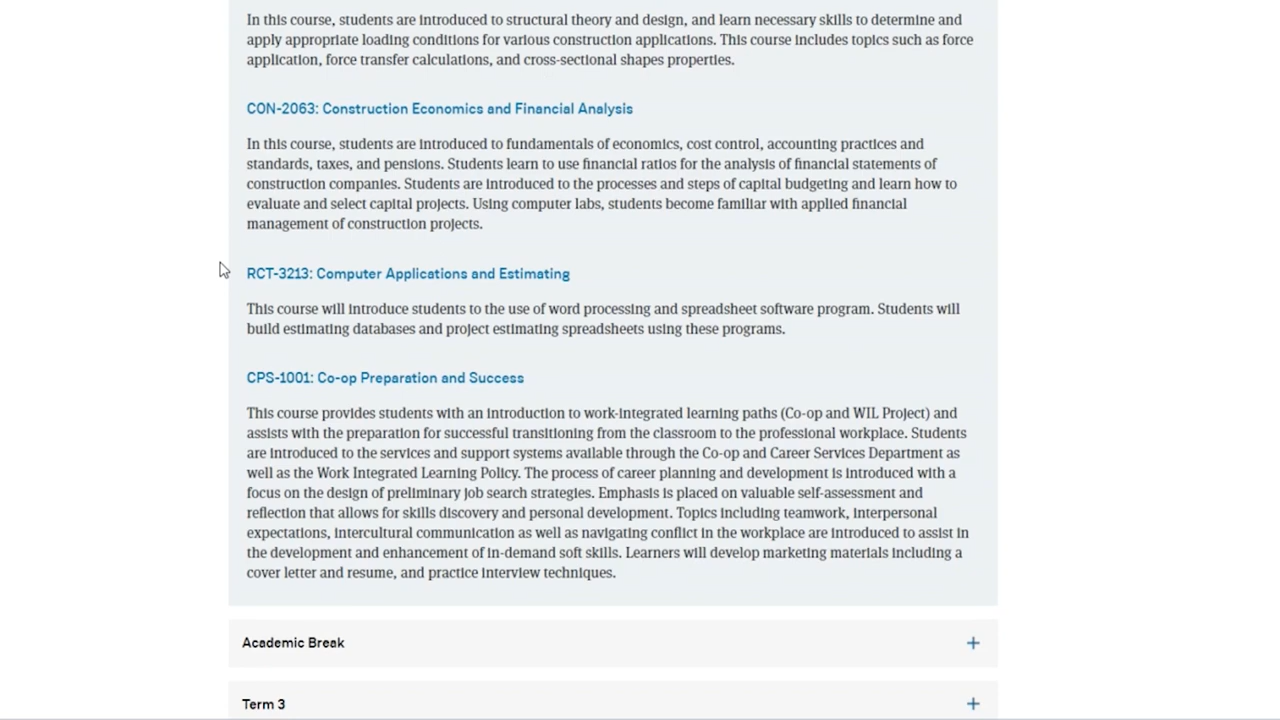 In this course, students are introduced to structural theory and design, and learn necessary skills to determine and
apply appropriate loading conditions for various construction applications. This course includes topics such as force
application, force transfer calculations, and cross-sectional shapes properties.
CON-2063: Construction Economics and Financial Analysis
In this course, students are introduced to fundamentals of economics, cost control, accounting practices and
standards, taxes, and pensions. Students learn to use financial ratios for the analysis of financial statements of
construction companies. Students are introduced to the processes and steps of capital budgeting and learn how to
evaluate and select capital projects. Using computer labs, students become familiar with applied financial
management of construction projects.
RCT-3213: Computer Applications and Estimating
This course will introduce students to the use of word processing and spreadsheet software program. Students will
build estimating databases and project estimating spreadsheets using these programs.
CPS-1001: Co-op Preparation and Success
This course provides students with an introduction to work-integrated learning paths (Co-op and WIL Project) and
assists with the preparation for successful transitioning from the classroom to the professional workplace. Students
are introduced to the services and support systems available through the Co-op and Career Services Department as
well as the Work Integrated Learning Policy. The process of career planning and development is introduced with a
focus on the design of preliminary job search strategies. Emphasis is placed on valuable self-assessment and
reflection that allows for skills discovery and personal development. Topics including teamwork, interpersonal
expectations, intercultural communication as well as navigating conflict in the workplace are introduced to assist in
the development and enhancement of in-demand soft skills. Learners will develop marketing materials including a
cover letter and resume, and practice interview techniques.
Academic Break +
Term 3 +